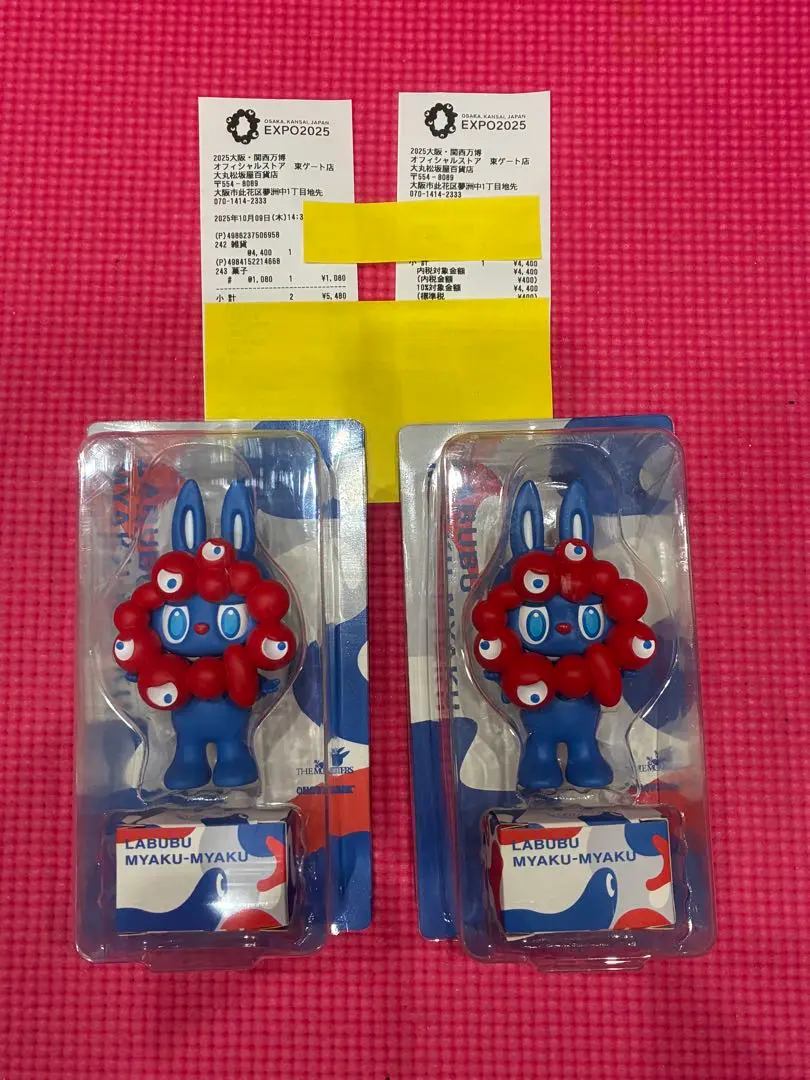 OSAKA, KANSAI, JAPAN
EXPO2025
2025大阪・関西万博
オフィシャルストア 東ゲート店
大丸松坂屋百貨店
〒554-8089
大阪市此花区夢洲中1丁目地先
070-1414-2333
2025年10月09日(木)14:3
(P)4986237506958
242 雑貨
@4,400 1
(P)4984152214668
243 菓子
# @1,080 1 ¥1,080
小 計 2 ¥5,480
OSAKA, KANSAI, JAPAN
EXPO2025
2025大阪・関西万博
オフィシャルストア 東ゲート店
大丸松坂屋百貨店
〒554-8089
大阪市此花区夢洲中1丁目地先
070-1414-2333
小 計 1 ¥4,400
内税対象金額 ¥4,400
(内税金額 ¥400)
10%対象金額 ¥4,400
(標準税 ¥400)
THE MONSTERS
LABUBU
MYAKU-MYAKU
LABUBU
MYAKU
LABUBU
MYAKU-MYAKU